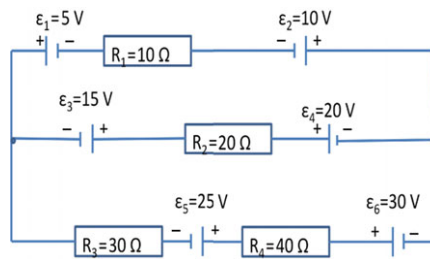 ε₁=5 V
ε₂=10 V
+ − − +
R₁=10 Ω
ε₃=15 V
ε₄=20 V
− + + −
R₂=20 Ω
ε₅=25 V
ε₆=30 V
− + + −
R₃=30 Ω
R₄=40 Ω